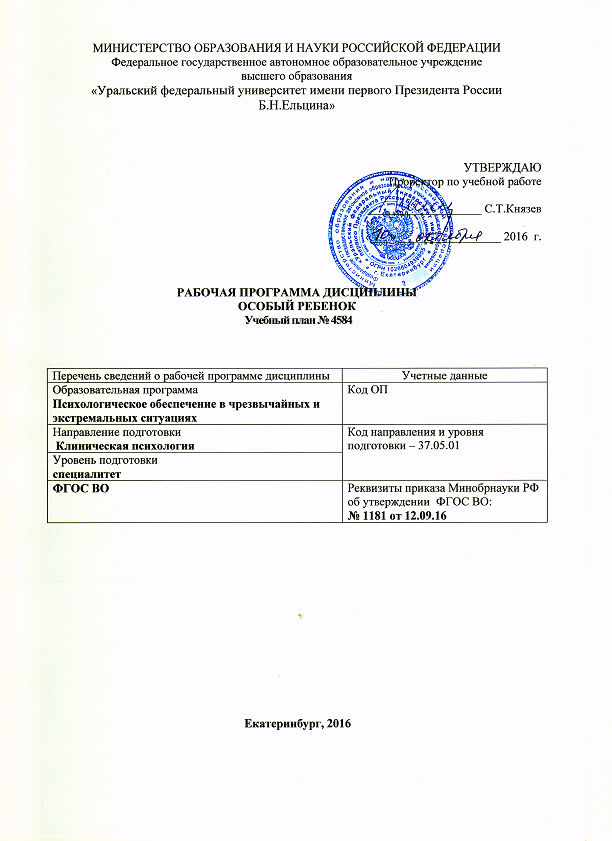 МИНИСТЕРСТВО ОБРАЗОВАНИЯ И НАУКИ РОССИЙСКОЙ ФЕДЕРАЦИИ
Федеральное государственное автономное образовательное учреждение
высшего образования
«Уральский федеральный университет имени первого Президента России
Б.Н.Ельцина»
УТВЕРЖДАЮ
Проректор по учебной работе
С.Т.Князев
2016 г.
РАБОЧАЯ ПРОГРАММА ДИСЦИПЛИНЫ
ОСОБЫЙ РЕБЕНОК
Учебный план № 4584
Перечень сведений о рабочей программе дисциплины
Учетные данные
Образовательная программа
Психологическое обеспечение в чрезвычайных и
экстремальных ситуациях
Код ОП
Направление подготовки
Клиническая психология
Код направления и уровня
подготовки – 37.05.01
Уровень подготовки
специалитет
ФГОС ВО
Реквизиты приказа Минобрнауки РФ
об утверждении ФГОС ВО:
№ 1181 от 12.09.16
Екатеринбург, 2016